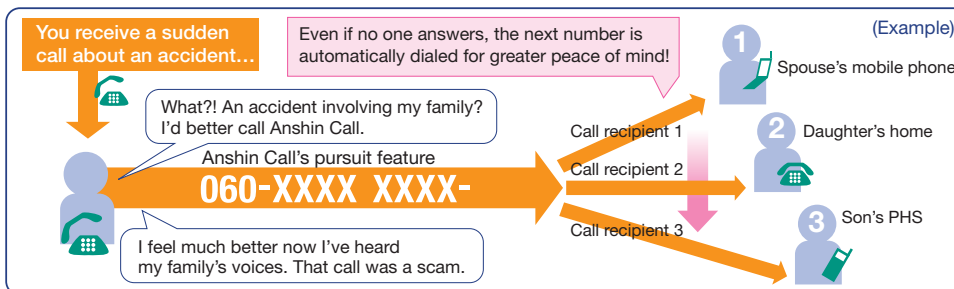 You receive a sudden
call about an accident…
Even if no one answers, the next number is
automatically dialed for greater peace of mind!
(Example)
1
Spouse's mobile phone
What?! An accident involving my family?
I'd better call Anshin Call.
Call recipient 1
2
Daughter's home
Anshin Call's pursuit feature
060-XXXX XXXX-
Call recipient 2
Call recipient 3
3
Son's PHS
I feel much better now I've heard
my family's voices. That call was a scam.